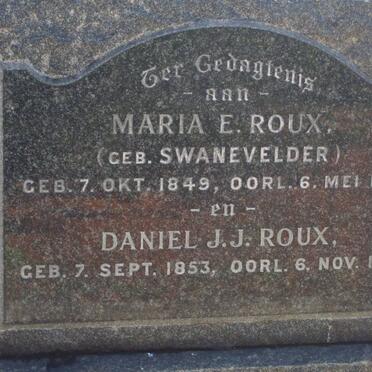 Ter Gedagtenis
- aan -
MARIA E. ROUX,
(GEB. SWANEVELDER)
GEB. 7. OKT. 1849, OORL. 6. MEI
- en -
DANIEL J.J. ROUX,
GEB. 7. SEPT. 1853, OORL. 6. NOV.